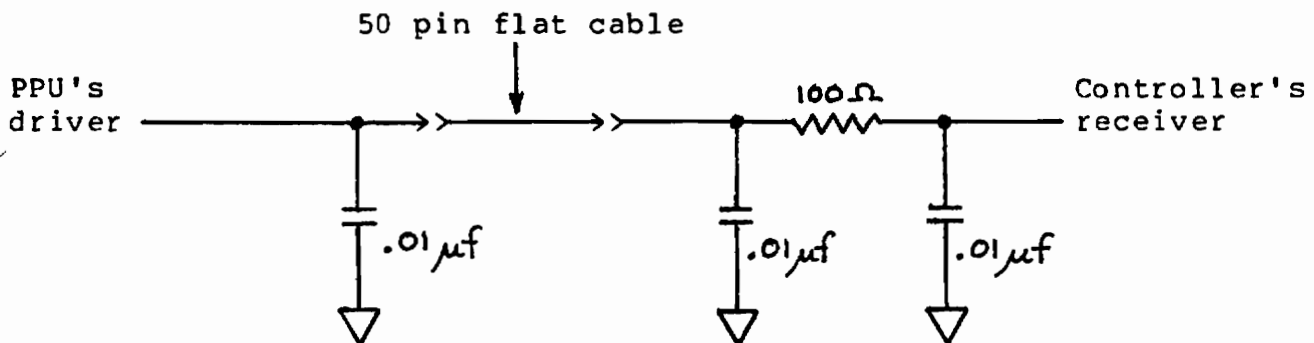 50 pin flat cable
PPU's
driver
100Ω
Controller's
receiver
.01μf
.01μf
.01μf